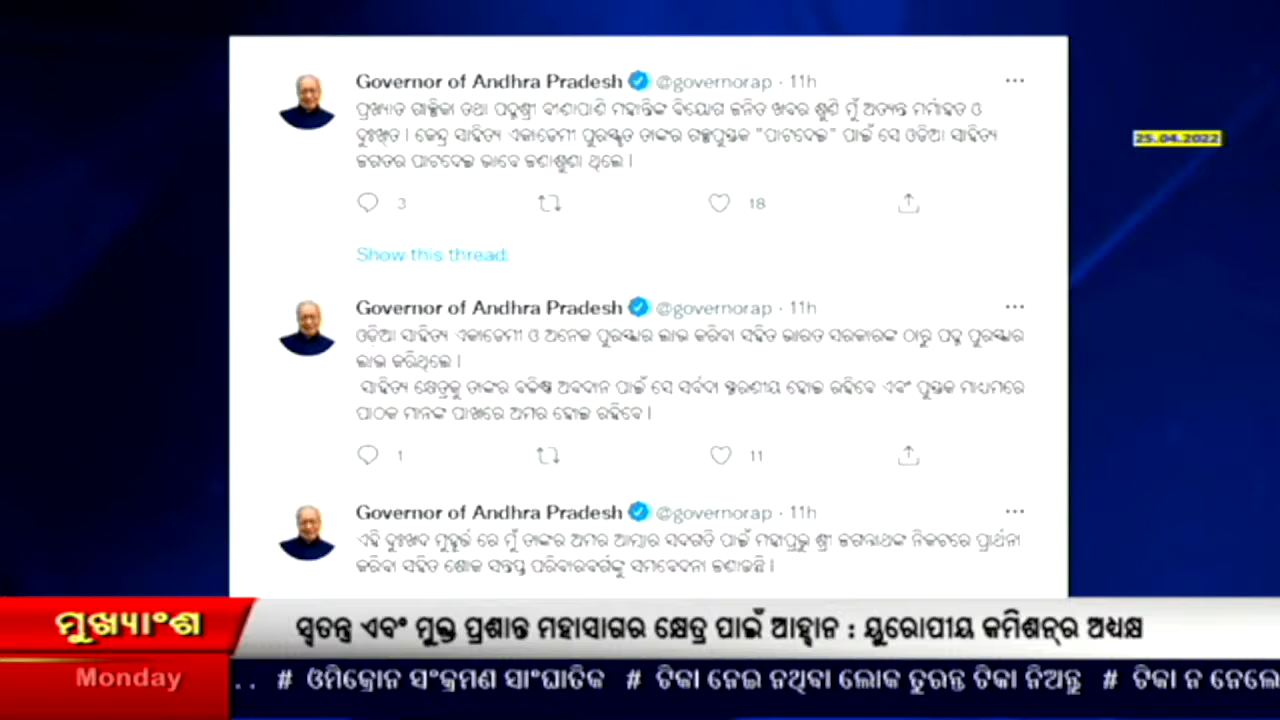 Governor of Andhra Pradesh @governorap · 11h
ପ୍ରଖ୍ୟାତ ଗାଳ୍ପିକା ତଥା ପଦ୍ମଶ୍ରୀ ବୀଣାପାଣି ମହାନ୍ତିଙ୍କ ବିୟୋଗ ଜନିତ ଖବର ଶୁଣି ମୁଁ ଅତ୍ୟନ୍ତ ମର୍ମାହତ ଓ
ଦୁଃଖିତ । କେନ୍ଦ୍ର ସାହିତ୍ୟ ଏକାଡେମୀ ପୁରସ୍କୃତ ତାଙ୍କର ଗଳ୍ପପୁସ୍ତକ "ପାଟଦେଈ" ପାଇଁ ସେ ଓଡିଆ ସାହିତ୍ୟ
ଜଗତର ପାଟଦେଈ ଭାବେ ଜଣାଶୁଣା ଥିଲେ ।
3 18
Show this thread
Governor of Andhra Pradesh @governorap · 11h
ଓଡ଼ିଆ ସାହିତ୍ୟ ଏକାଡେମୀ ଓ ଅନେକ ପୁରସ୍କାର ଲାଭ କରିବା ସହିତ ଭାରତ ସରକାରଙ୍କ ଠାରୁ ପଦ୍ମ ପୁରସ୍କାର
ଲାଭ କରିଥିଲେ ।
ସାହିତ୍ୟ କ୍ଷେତ୍ରକୁ ତାଙ୍କର ବଳିଷ୍ଠ ଅବଦାନ ପାଇଁ ସେ ସର୍ବଦା ସ୍ମରଣୀୟ ହୋଇ ରହିବେ ଏବଂ ପୁସ୍ତକ ମାଧ୍ୟମରେ
ପାଠକ ମାନଙ୍କ ପାଖରେ ଅମର ହୋଇ ରହିବେ ।
1 11
Governor of Andhra Pradesh @governorap · 11h
ଏହି ଦୁଃଖଦ ମୁହୂର୍ତ୍ତ ରେ ମୁଁ ତାଙ୍କର ଅମର ଆତ୍ମାର ସଦଗତି ପାଇଁ ମହାପ୍ରଭୁ ଶ୍ରୀ ଜଗନ୍ନାଥଙ୍କ ନିକଟରେ ପ୍ରାର୍ଥନା
କରିବା ସହିତ ଶୋକ ସନ୍ତପ୍ତ ପରିବାରବର୍ଗଙ୍କୁ ସମବେଦନା ଜଣାଉଛି ।
25.04.2022
ମୁଖ୍ୟାଂଶ
ସ୍ୱତନ୍ତ୍ର ଏବଂ ମୁକ୍ତ ପ୍ରଶାନ୍ତ ମହାସାଗର କ୍ଷେତ୍ର ପାଇଁ ଆହ୍ୱାନ : ୟୁରୋପୀୟ କମିଶନ୍‌ର ଅଧ୍ୟକ୍ଷ
Monday
. . # ଓମିକ୍ରୋନ ସଂକ୍ରମଣ ସାଂଘାତିକ # ଟିକା ନେଇ ନଥିବା ଲୋକ ତୁରନ୍ତ ଟିକା ନିଅନ୍ତୁ # ଟିକା ନ ନେଲେ